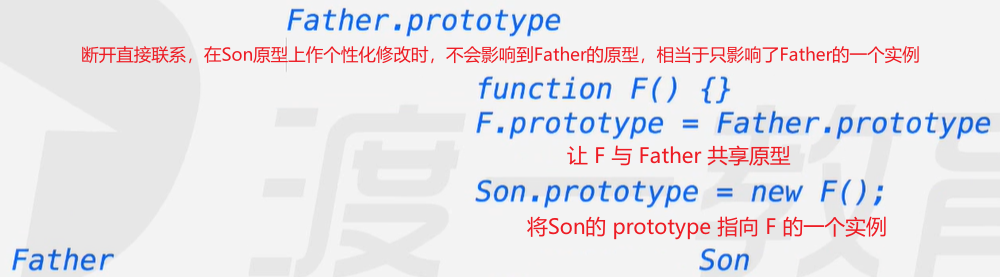 Father.prototype
断开直接联系，在Son原型上作个性化修改时，不会影响到Father的原型，相当于只影响了Father的一个实例
function F() {}
F.prototype = Father.prototype
让 F 与 Father 共享原型
Son.prototype = new F();
将Son的 prototype 指向 F 的一个实例
Father
Son
渡一教育